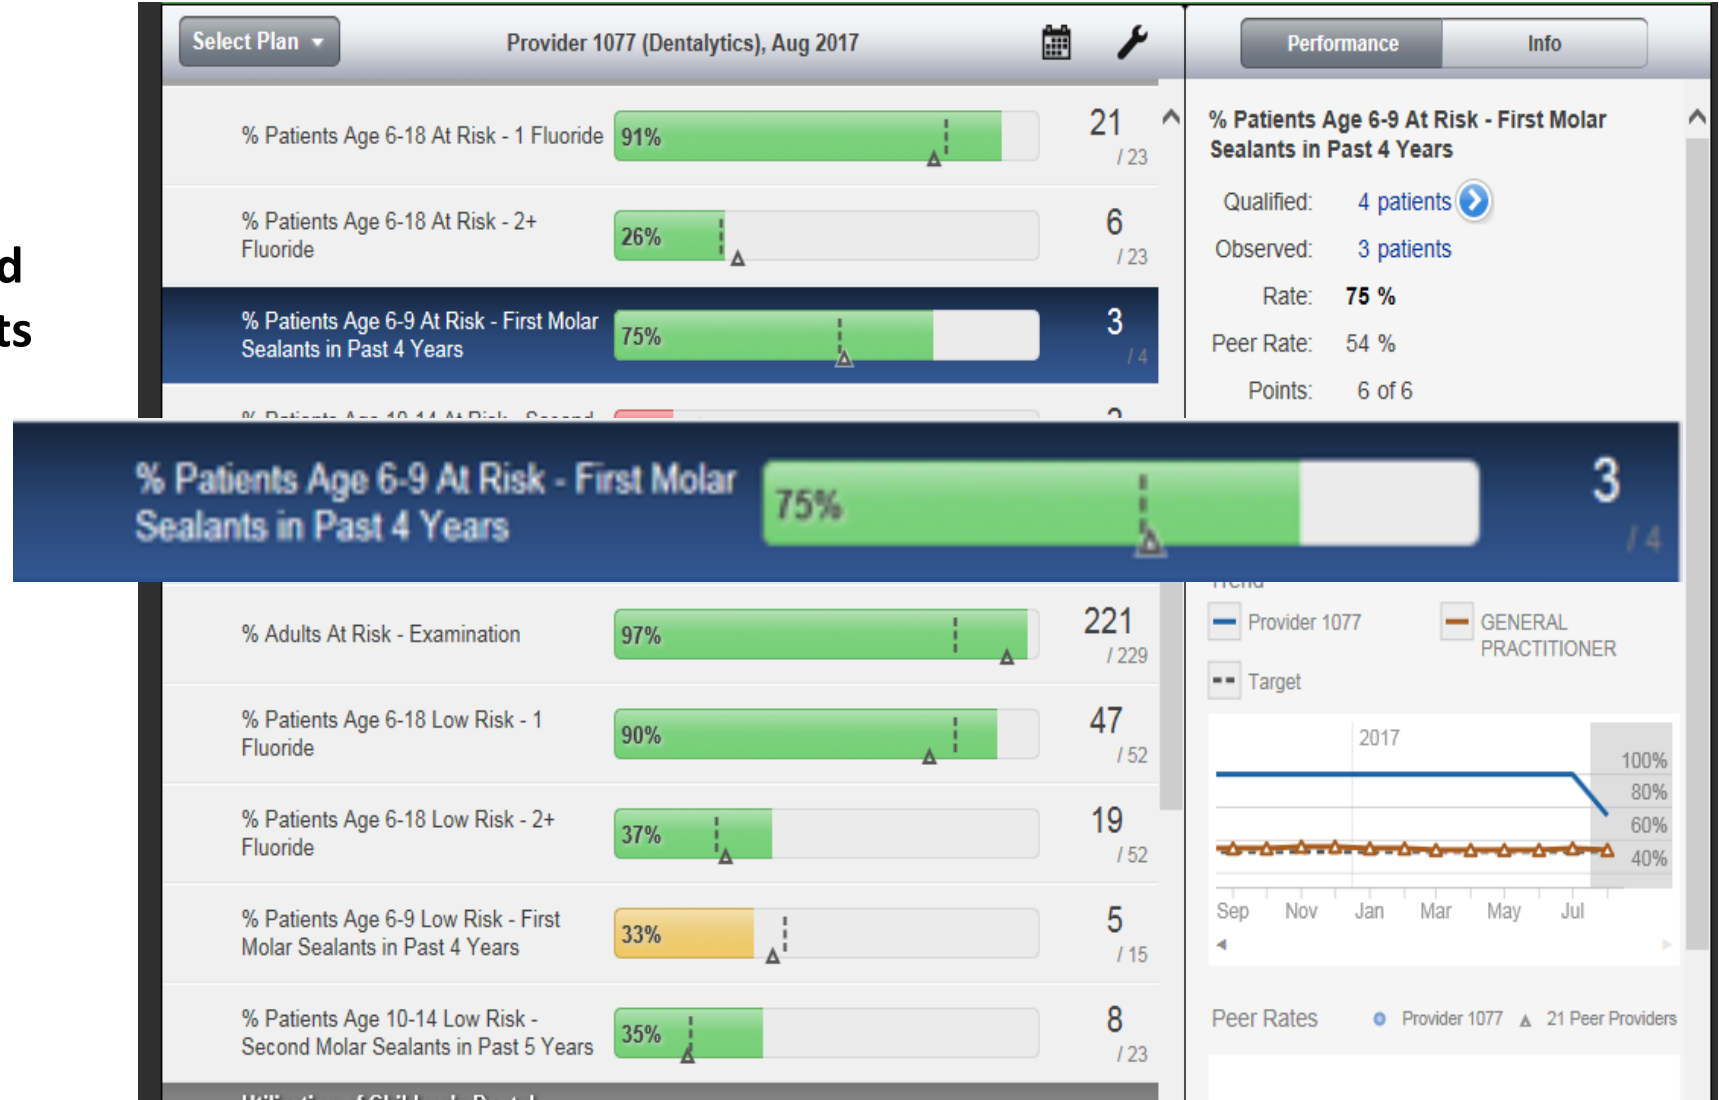 Select Plan
Provider 1077 (Dentalytics), Aug 2017
Performance
Info
% Patients Age 6-18 At Risk - 1 Fluoride
91%
21
/ 23
% Patients Age 6-18 At Risk - 2+
Fluoride
26%
6
/ 23
d
ts
% Patients Age 6-9 At Risk - First Molar
Sealants in Past 4 Years
75%
3
/ 4
% Patients Age 10-14 At Risk - Second
% Patients Age 6-9 At Risk - First Molar
Sealants in Past 4 Years
75%
3
/ 4
% Adults At Risk - Examination
97%
221
/ 229
% Patients Age 6-18 Low Risk - 1
Fluoride
90%
47
/ 52
% Patients Age 6-18 Low Risk - 2+
Fluoride
37%
19
/ 52
% Patients Age 6-9 Low Risk - First
Molar Sealants in Past 4 Years
33%
5
/ 15
% Patients Age 10-14 Low Risk -
Second Molar Sealants in Past 5 Years
35%
8
/ 23
% Patients Age 6-9 At Risk - First Molar
Sealants in Past 4 Years
Qualified: 4 patients
Observed: 3 patients
Rate: 75 %
Peer Rate: 54 %
Points: 6 of 6
Trend
Provider 1077
GENERAL
PRACTITIONER
Target
2017
100%
80%
60%
40%
Sep Nov Jan Mar May Jul
Peer Rates Provider 1077 21 Peer Providers